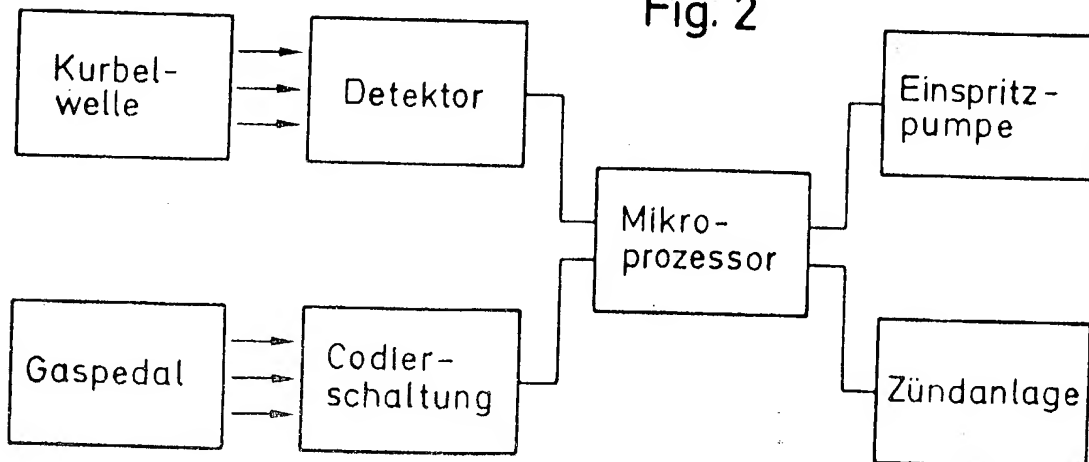 Fig. 2
Kurbel-
welle
Detektor
Einspritz-
pumpe
Mikro-
prozessor
Gaspedal
Codier-
schaltung
Zündanlage